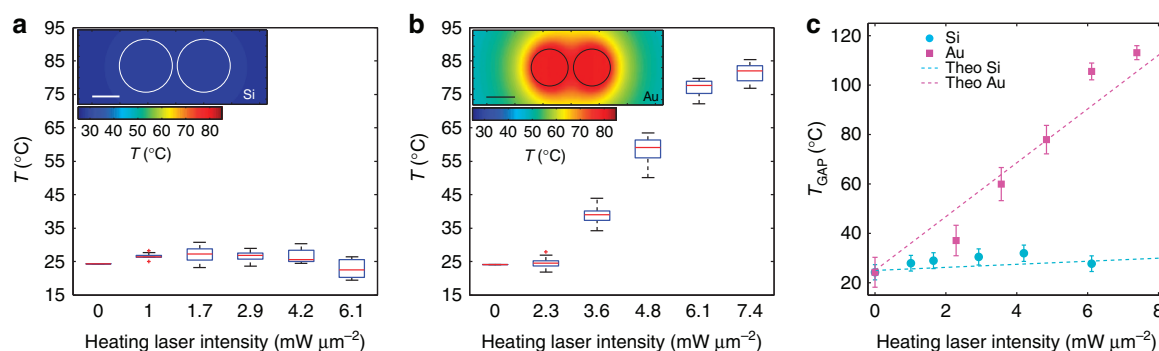 a
95
85
75
65
55
45
35
25
15
T (°C)
Si
30 40 50 60 70 80
T (°C)
0 1 1.7 2.9 4.2 6.1
Heating laser intensity (mW µm⁻²)
b
95
85
75
65
55
45
35
25
15
T (°C)
Au
30 40 50 60 70 80
T (°C)
0 2.3 3.6 4.8 6.1 7.4
Heating laser intensity (mW µm⁻²)
c
120
100
80
60
40
20
T_GAP (°C)
Si
Au
Theo Si
Theo Au
0 2 4 6 8
Heating laser intensity (mW µm⁻²)